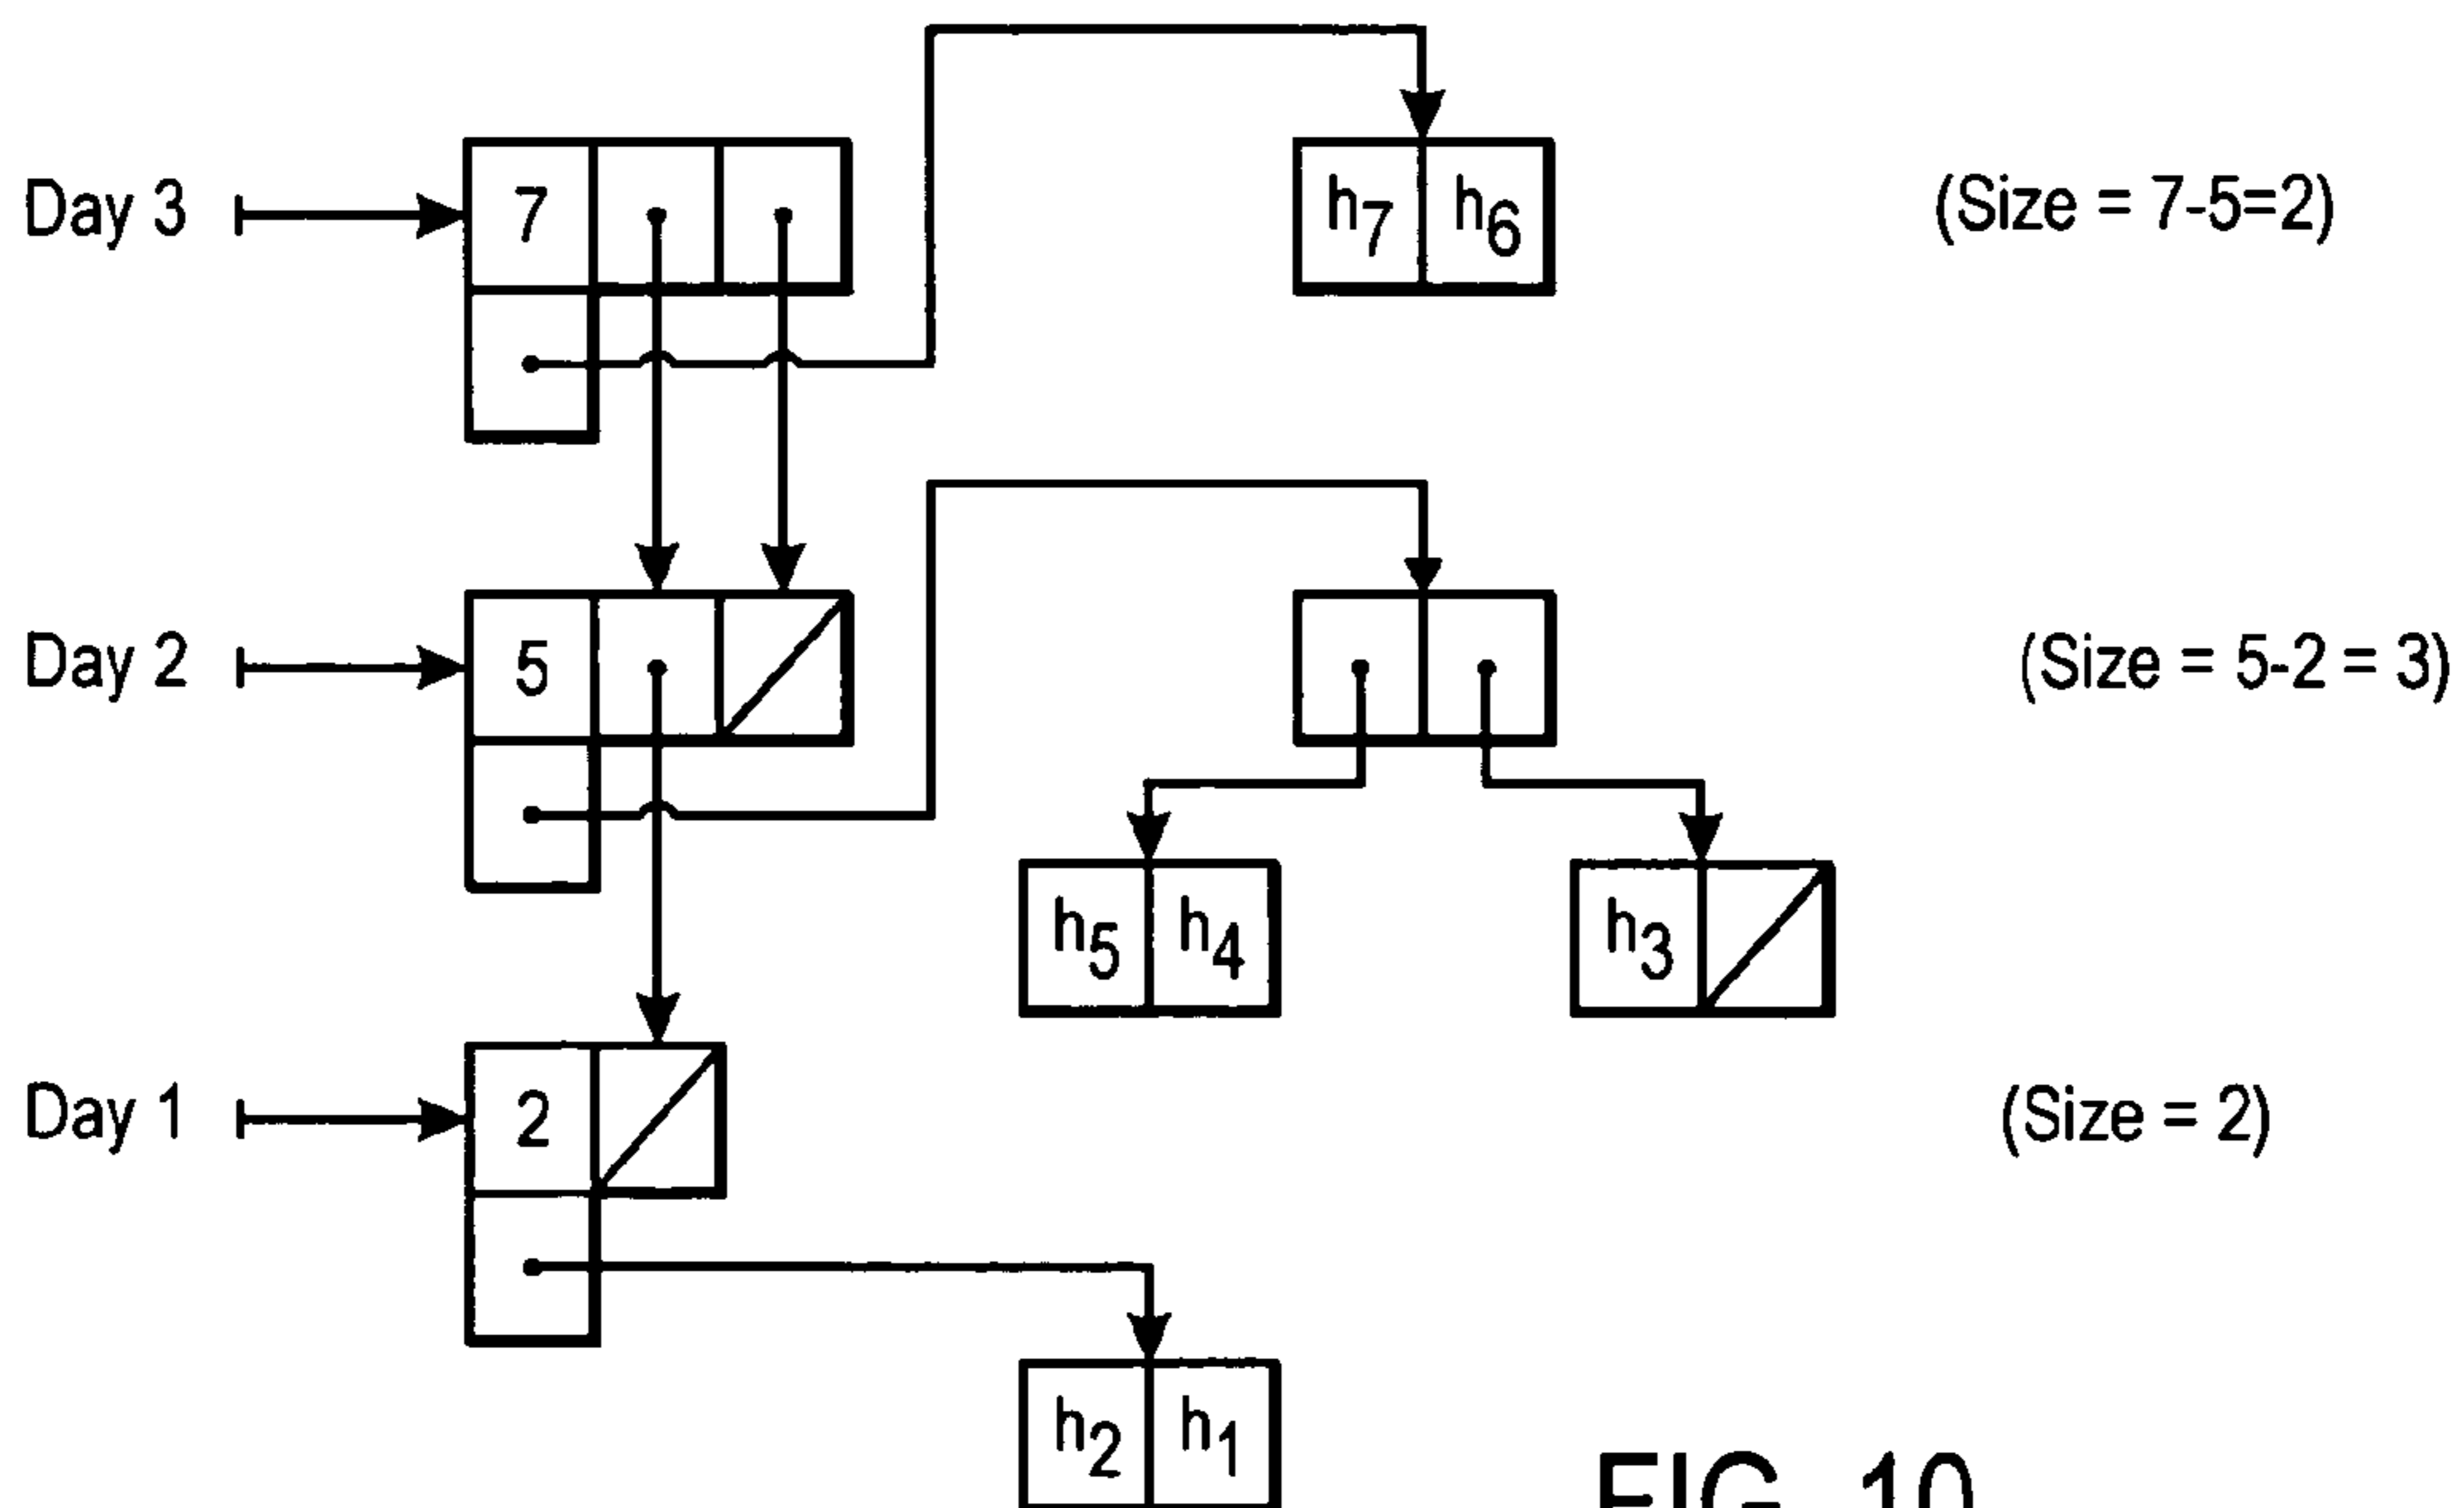 Day 3 7 h7 h6 (Size = 7-5=2)
Day 2 5 (Size = 5-2 = 3)
h5 h4 h3
Day 1 2 (Size = 2)
h2 h1
FIG. 10